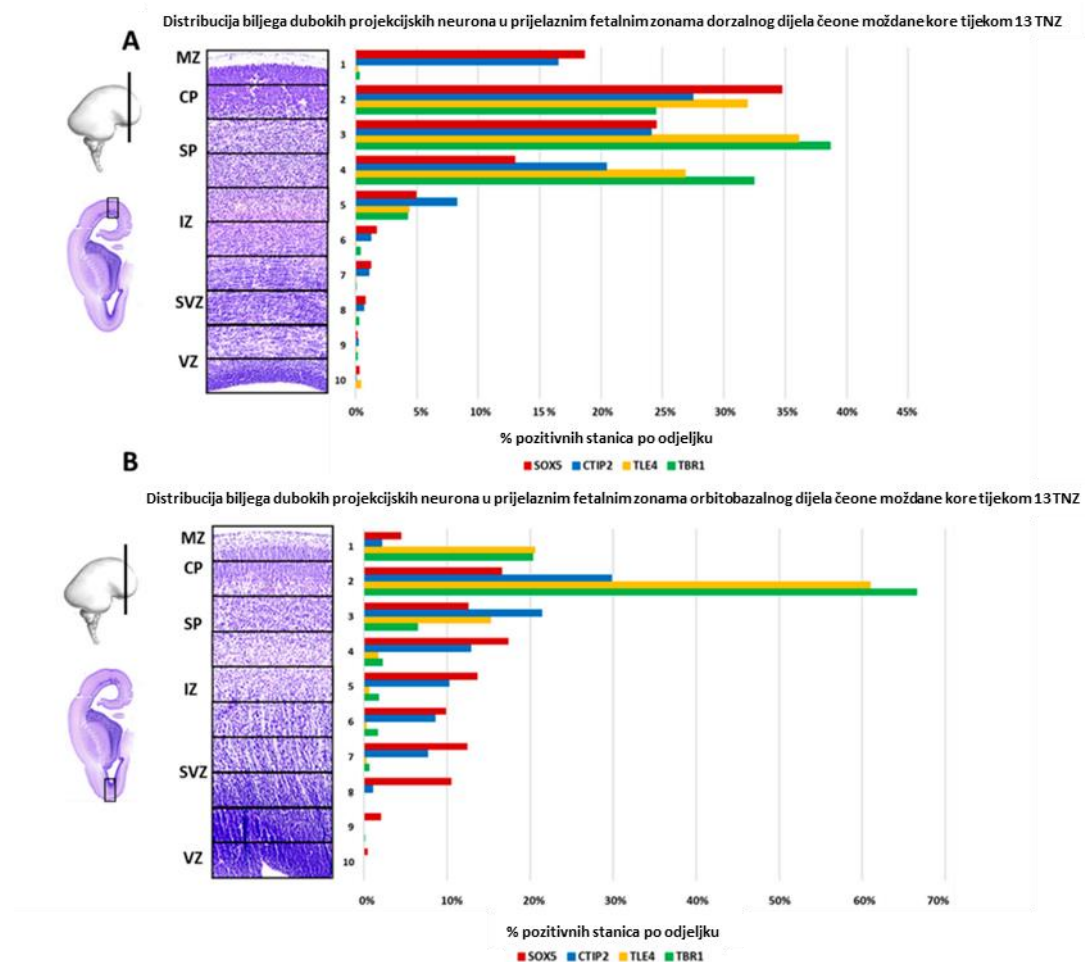 Distribucija biljega dubokih projekcijskih neurona u prijelaznim fetalnim zonama dorzalnog dijela čeone moždane kore tijekom 13 TNZ
A
MZ
CP
SP
IZ
SVZ
VZ
1
2
3
4
5
6
7
8
9
10
0% 5% 10% 15% 20% 25% 30% 35% 40% 45%
% pozitivnih stanica po odjeljku
SOX5 CTIP2 TLE4 TBR1
B
Distribucija biljega dubokih projekcijskih neurona u prijelaznim fetalnim zonama orbitobazalnog dijela čeone moždane kore tijekom 13 TNZ
MZ
CP
SP
IZ
SVZ
VZ
1
2
3
4
5
6
7
8
9
10
0% 10% 20% 30% 40% 50% 60% 70%
% pozitivnih stanica po odjeljku
SOX5 CTIP2 TLE4 TBR1